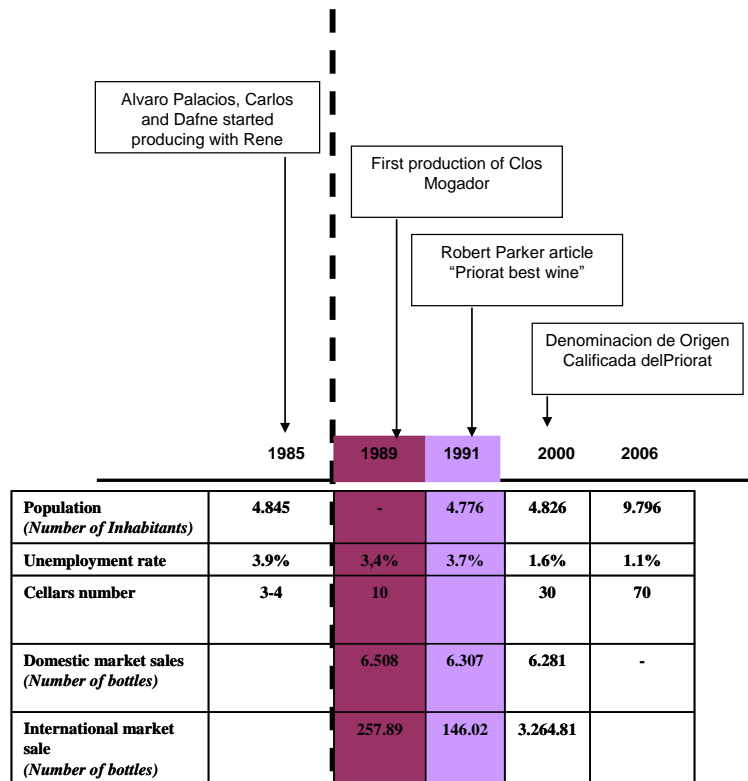 Alvaro Palacios, Carlos
and Dafne started
producing with Rene
First production of Clos
Mogador
Robert Parker article
“Priorat best wine”
Denominacion de Origen
Calificada delPriorat
1985 1989 1991 2000 2006
Population
(Number of Inhabitants) 4.845 - 4.776 4.826 9.796
Unemployment rate 3.9% 3,4% 3.7% 1.6% 1.1%
Cellars number 3-4 10 30 70
Domestic market sales
(Number of bottles) 6.508 6.307 6.281 -
International market
sale
(Number of bottles) 257.89 146.02 3.264.81